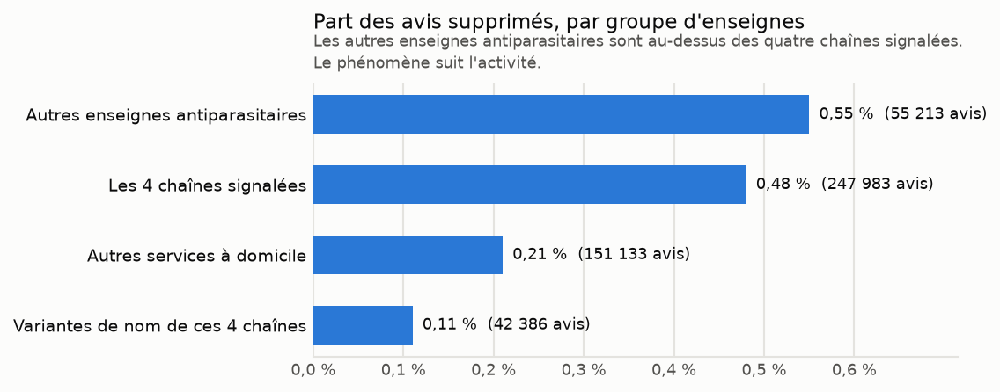 Part des avis supprimés, par groupe d'enseignes
Les autres enseignes antiparasitaires sont au-dessus des quatre chaînes signalées.
Le phénomène suit l'activité.
Autres enseignes antiparasitaires
0,55 % (55 213 avis)
Les 4 chaînes signalées
0,48 % (247 983 avis)
Autres services à domicile
0,21 % (151 133 avis)
Variantes de nom de ces 4 chaînes
0,11 % (42 386 avis)
0,0 % 0,1 % 0,2 % 0,3 % 0,4 % 0,5 % 0,6 %